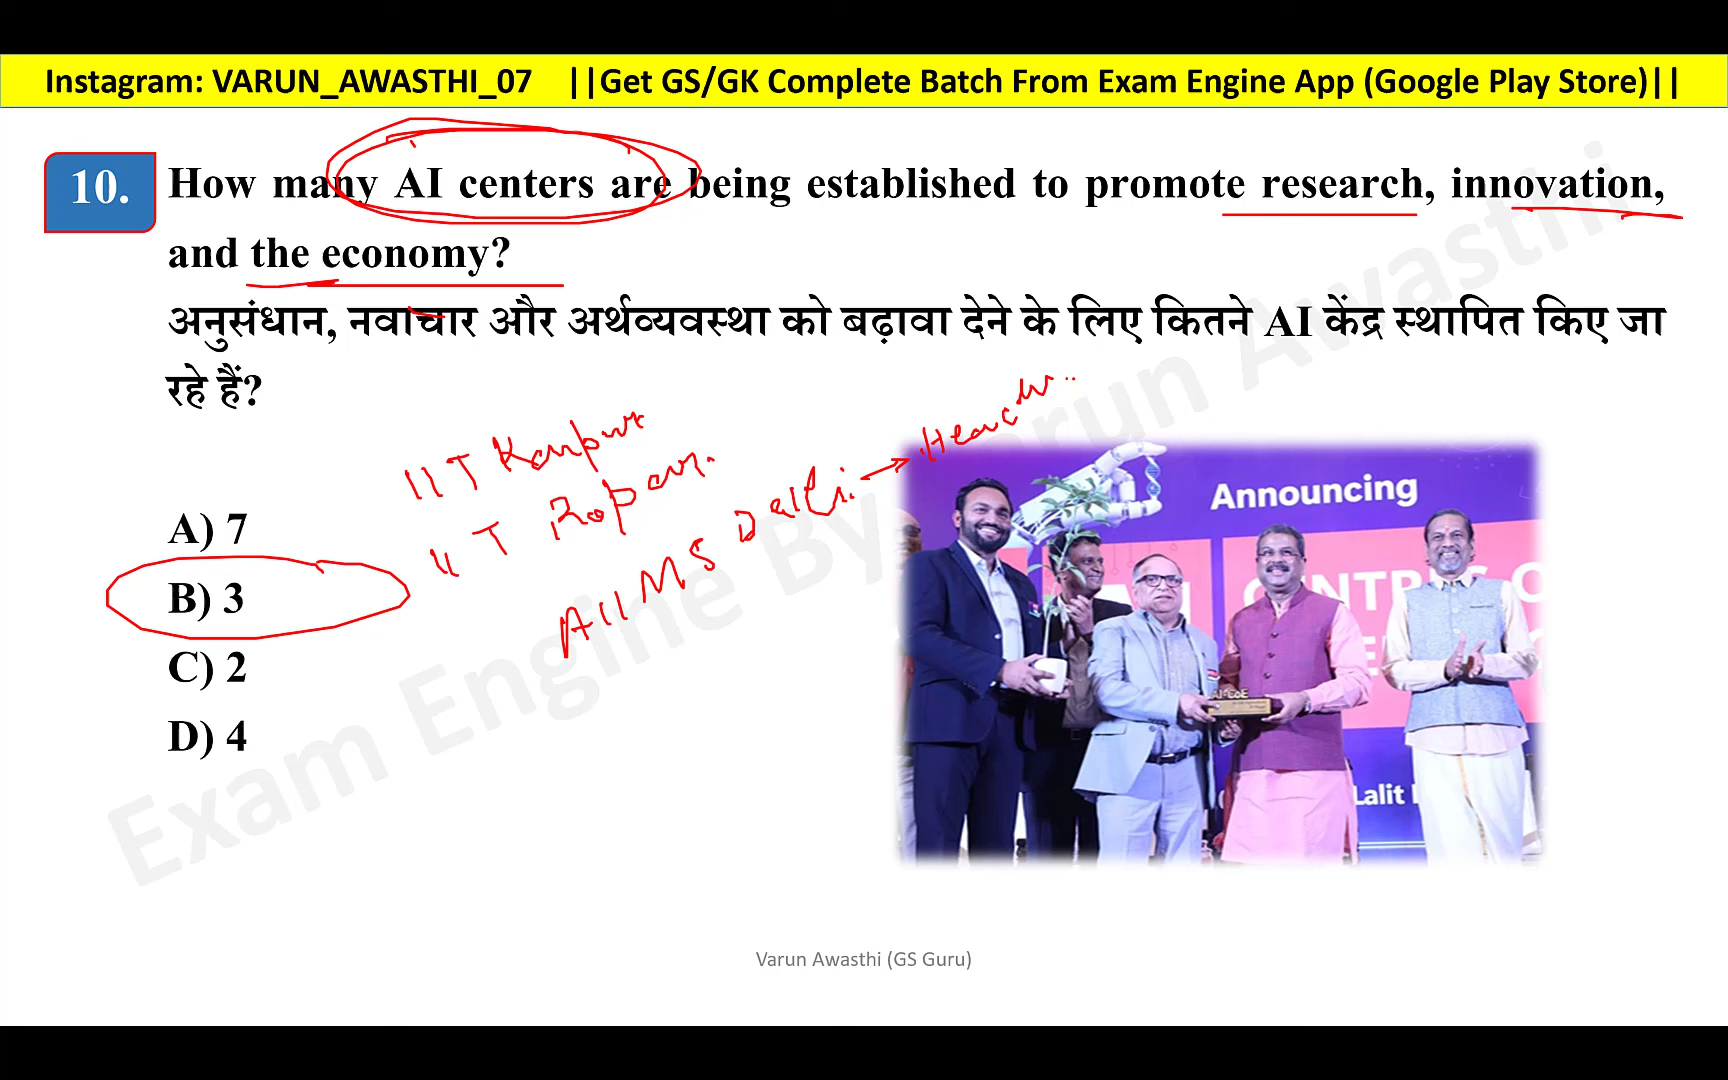 Instagram: VARUN_AWASTHI_07 ||Get GS/GK Complete Batch From Exam Engine App (Google Play Store)||
10. How many AI centers are being established to promote research, innovation,
and the economy?
अनुसंधान, नवाचार और अर्थव्यवस्था को बढ़ावा देने के लिए कितने AI केंद्र स्थापित किए जा
रहे हैं?
IIT Kanpur
IIT Ropar
AIIMS Delhi
A) 7
B) 3
C) 2
D) 4
Announcing
AI-CoE
Lalit
Exam Engine By Varun Awasthi
Varun Awasthi (GS Guru)